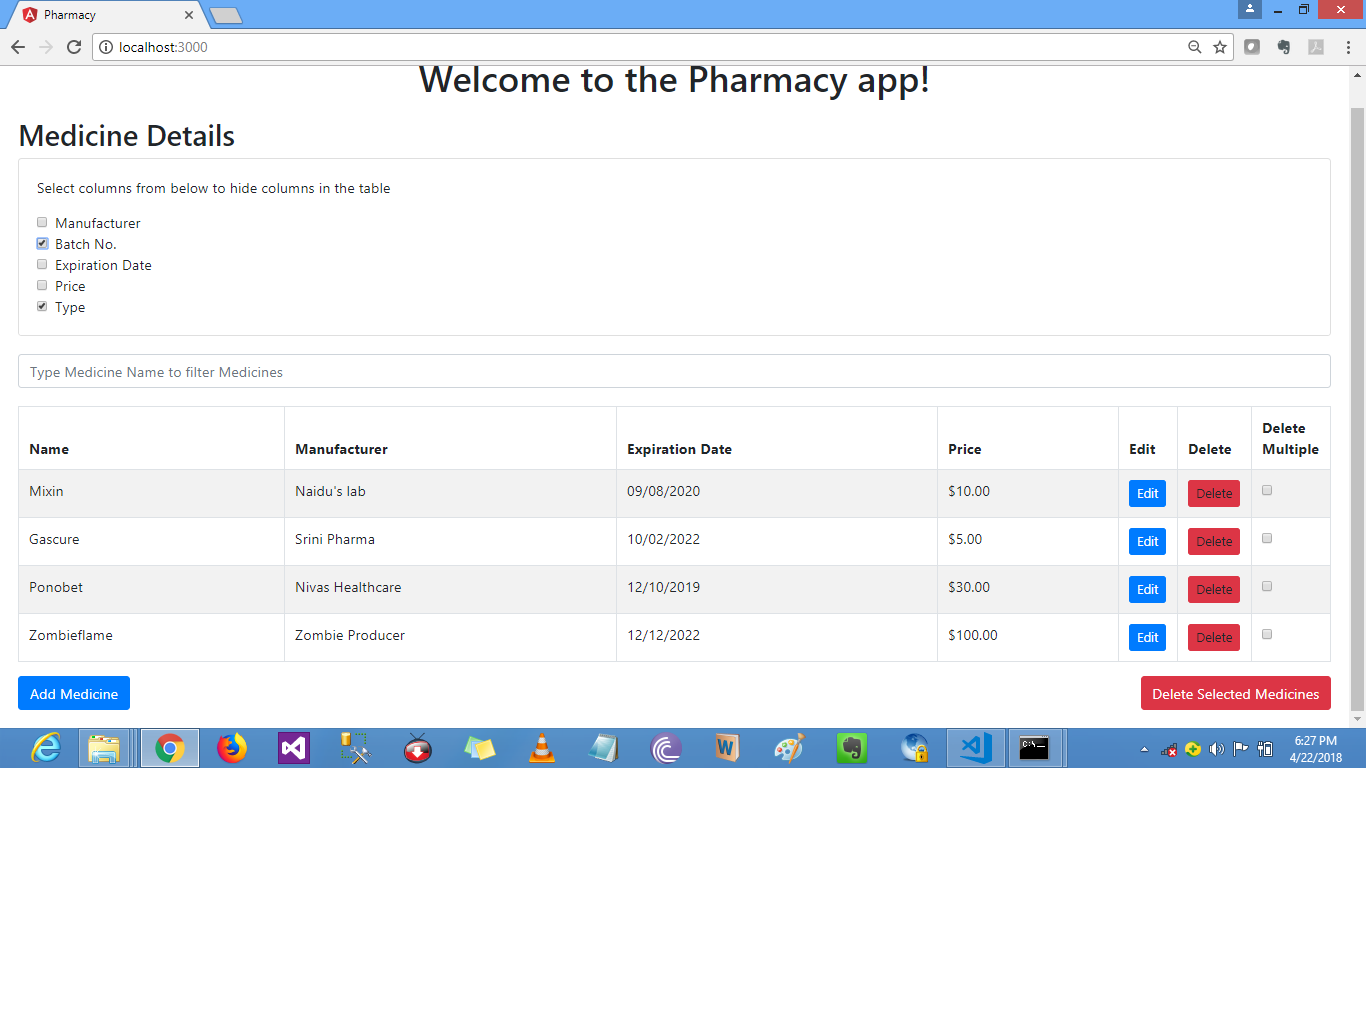 Pharmacy
localhost:3000
Welcome to the Pharmacy app!
Medicine Details
Select columns from below to hide columns in the table
Manufacturer
Batch No.
Expiration Date
Price
Type
Type Medicine Name to filter Medicines
Name Manufacturer Expiration Date Price Edit Delete Delete Multiple
Mixin Naidu's lab 09/08/2020 $10.00 Edit Delete
Gascure Srini Pharma 10/02/2022 $5.00 Edit Delete
Ponobet Nivas Healthcare 12/10/2019 $30.00 Edit Delete
Zombieflame Zombie Producer 12/12/2022 $100.00 Edit Delete
Add Medicine Delete Selected Medicines
6:27 PM
4/22/2018